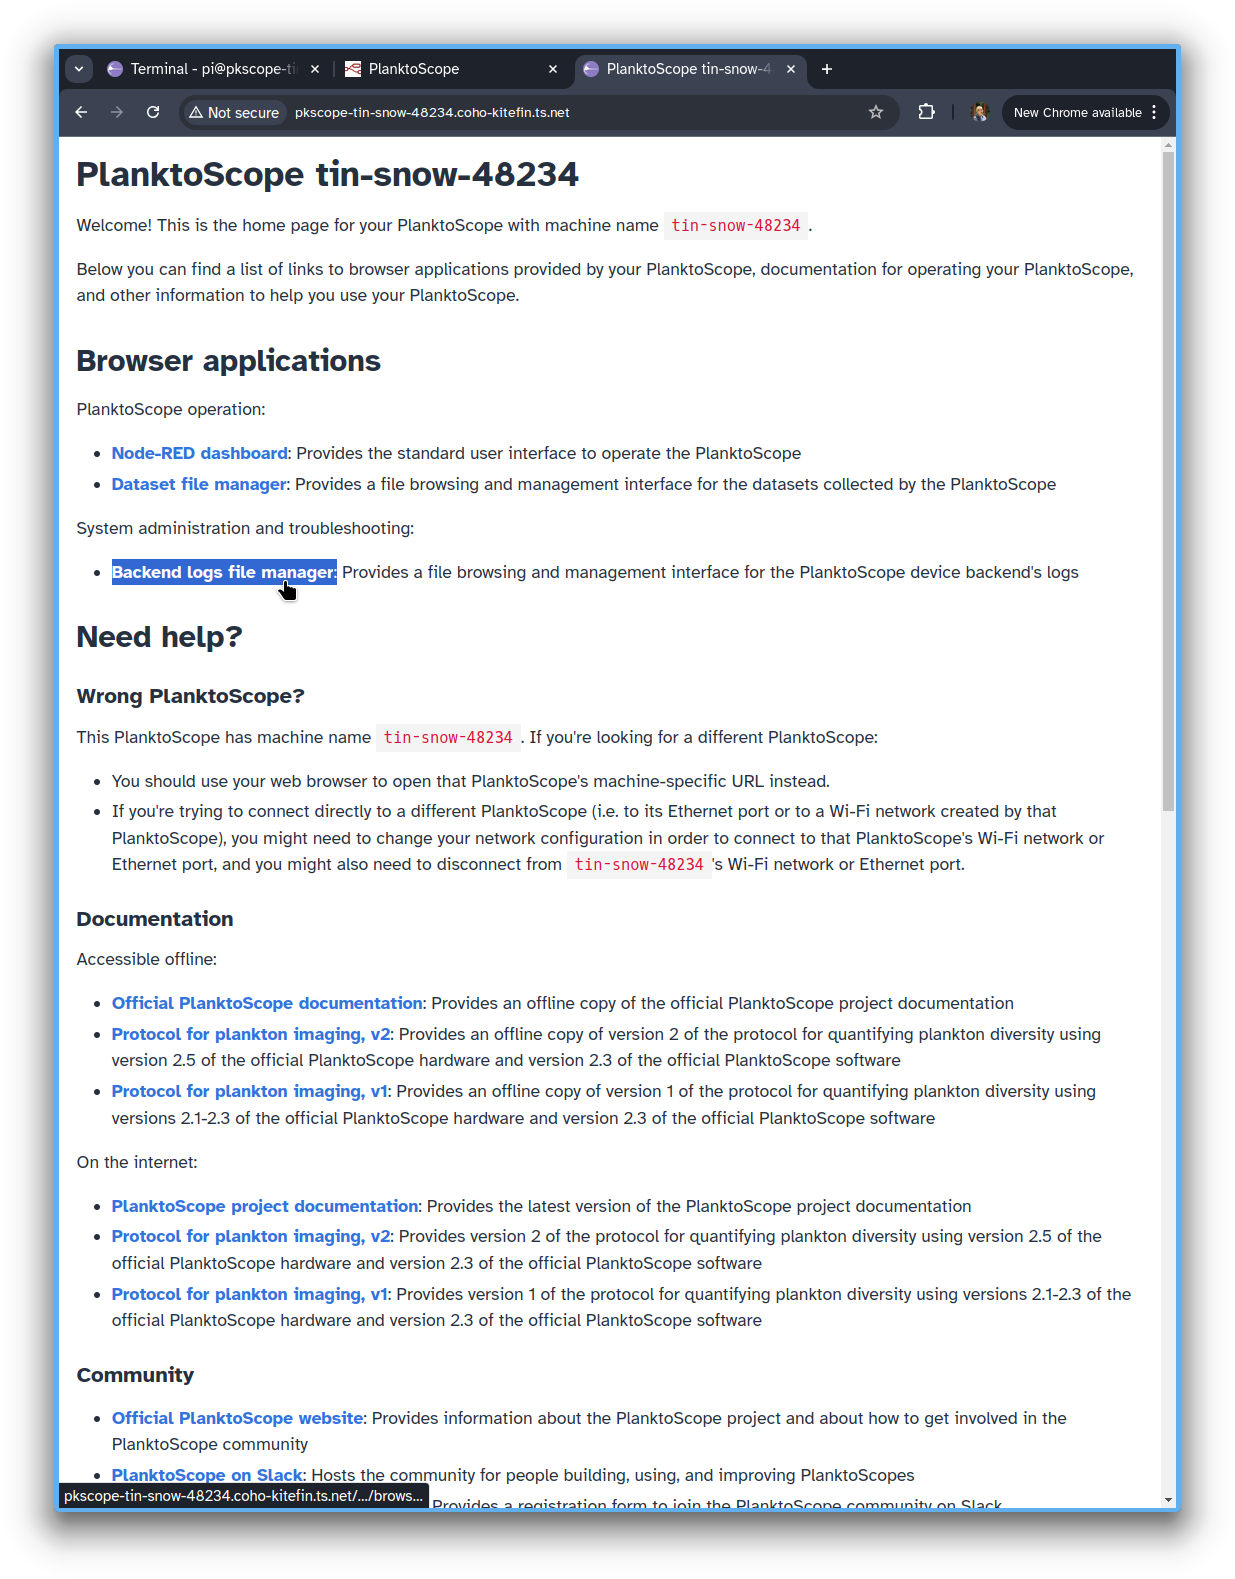 Terminal - pi@pkscope-ti
PlanktoScope
PlanktoScope tin-snow-4
Not secure
pkscope-tin-snow-48234.coho-kitefin.ts.net
New Chrome available
PlanktoScope tin-snow-48234
Welcome! This is the home page for your PlanktoScope with machine name tin-snow-48234 .
Below you can find a list of links to browser applications provided by your PlanktoScope, documentation for operating your PlanktoScope,
and other information to help you use your PlanktoScope.
Browser applications
PlanktoScope operation:
• Node-RED dashboard: Provides the standard user interface to operate the PlanktoScope
• Dataset file manager: Provides a file browsing and management interface for the datasets collected by the PlanktoScope
System administration and troubleshooting:
• Backend logs file manager: Provides a file browsing and management interface for the PlanktoScope device backend's logs
Need help?
Wrong PlanktoScope?
This PlanktoScope has machine name tin-snow-48234 . If you're looking for a different PlanktoScope:
• You should use your web browser to open that PlanktoScope's machine-specific URL instead.
• If you're trying to connect directly to a different PlanktoScope (i.e. to its Ethernet port or to a Wi-Fi network created by that
PlanktoScope), you might need to change your network configuration in order to connect to that PlanktoScope's Wi-Fi network or
Ethernet port, and you might also need to disconnect from tin-snow-48234 's Wi-Fi network or Ethernet port.
Documentation
Accessible offline:
• Official PlanktoScope documentation: Provides an offline copy of the official PlanktoScope project documentation
• Protocol for plankton imaging, v2: Provides an offline copy of version 2 of the protocol for quantifying plankton diversity using
version 2.5 of the official PlanktoScope hardware and version 2.3 of the official PlanktoScope software
• Protocol for plankton imaging, v1: Provides an offline copy of version 1 of the protocol for quantifying plankton diversity using
versions 2.1-2.3 of the official PlanktoScope hardware and version 2.3 of the official PlanktoScope software
On the internet:
• PlanktoScope project documentation: Provides the latest version of the PlanktoScope project documentation
• Protocol for plankton imaging, v2: Provides version 2 of the protocol for quantifying plankton diversity using version 2.5 of the
official PlanktoScope hardware and version 2.3 of the official PlanktoScope software
• Protocol for plankton imaging, v1: Provides version 1 of the protocol for quantifying plankton diversity using versions 2.1-2.3 of the
official PlanktoScope hardware and version 2.3 of the official PlanktoScope software
Community
• Official PlanktoScope website: Provides information about the PlanktoScope project and about how to get involved in the
PlanktoScope community
• PlanktoScope on Slack: Hosts the community for people building, using, and improving PlanktoScopes
pkscope-tin-snow-48234.coho-kitefin.ts.net/.../brows...
Provides a registration form to join the PlanktoScope community on Slack